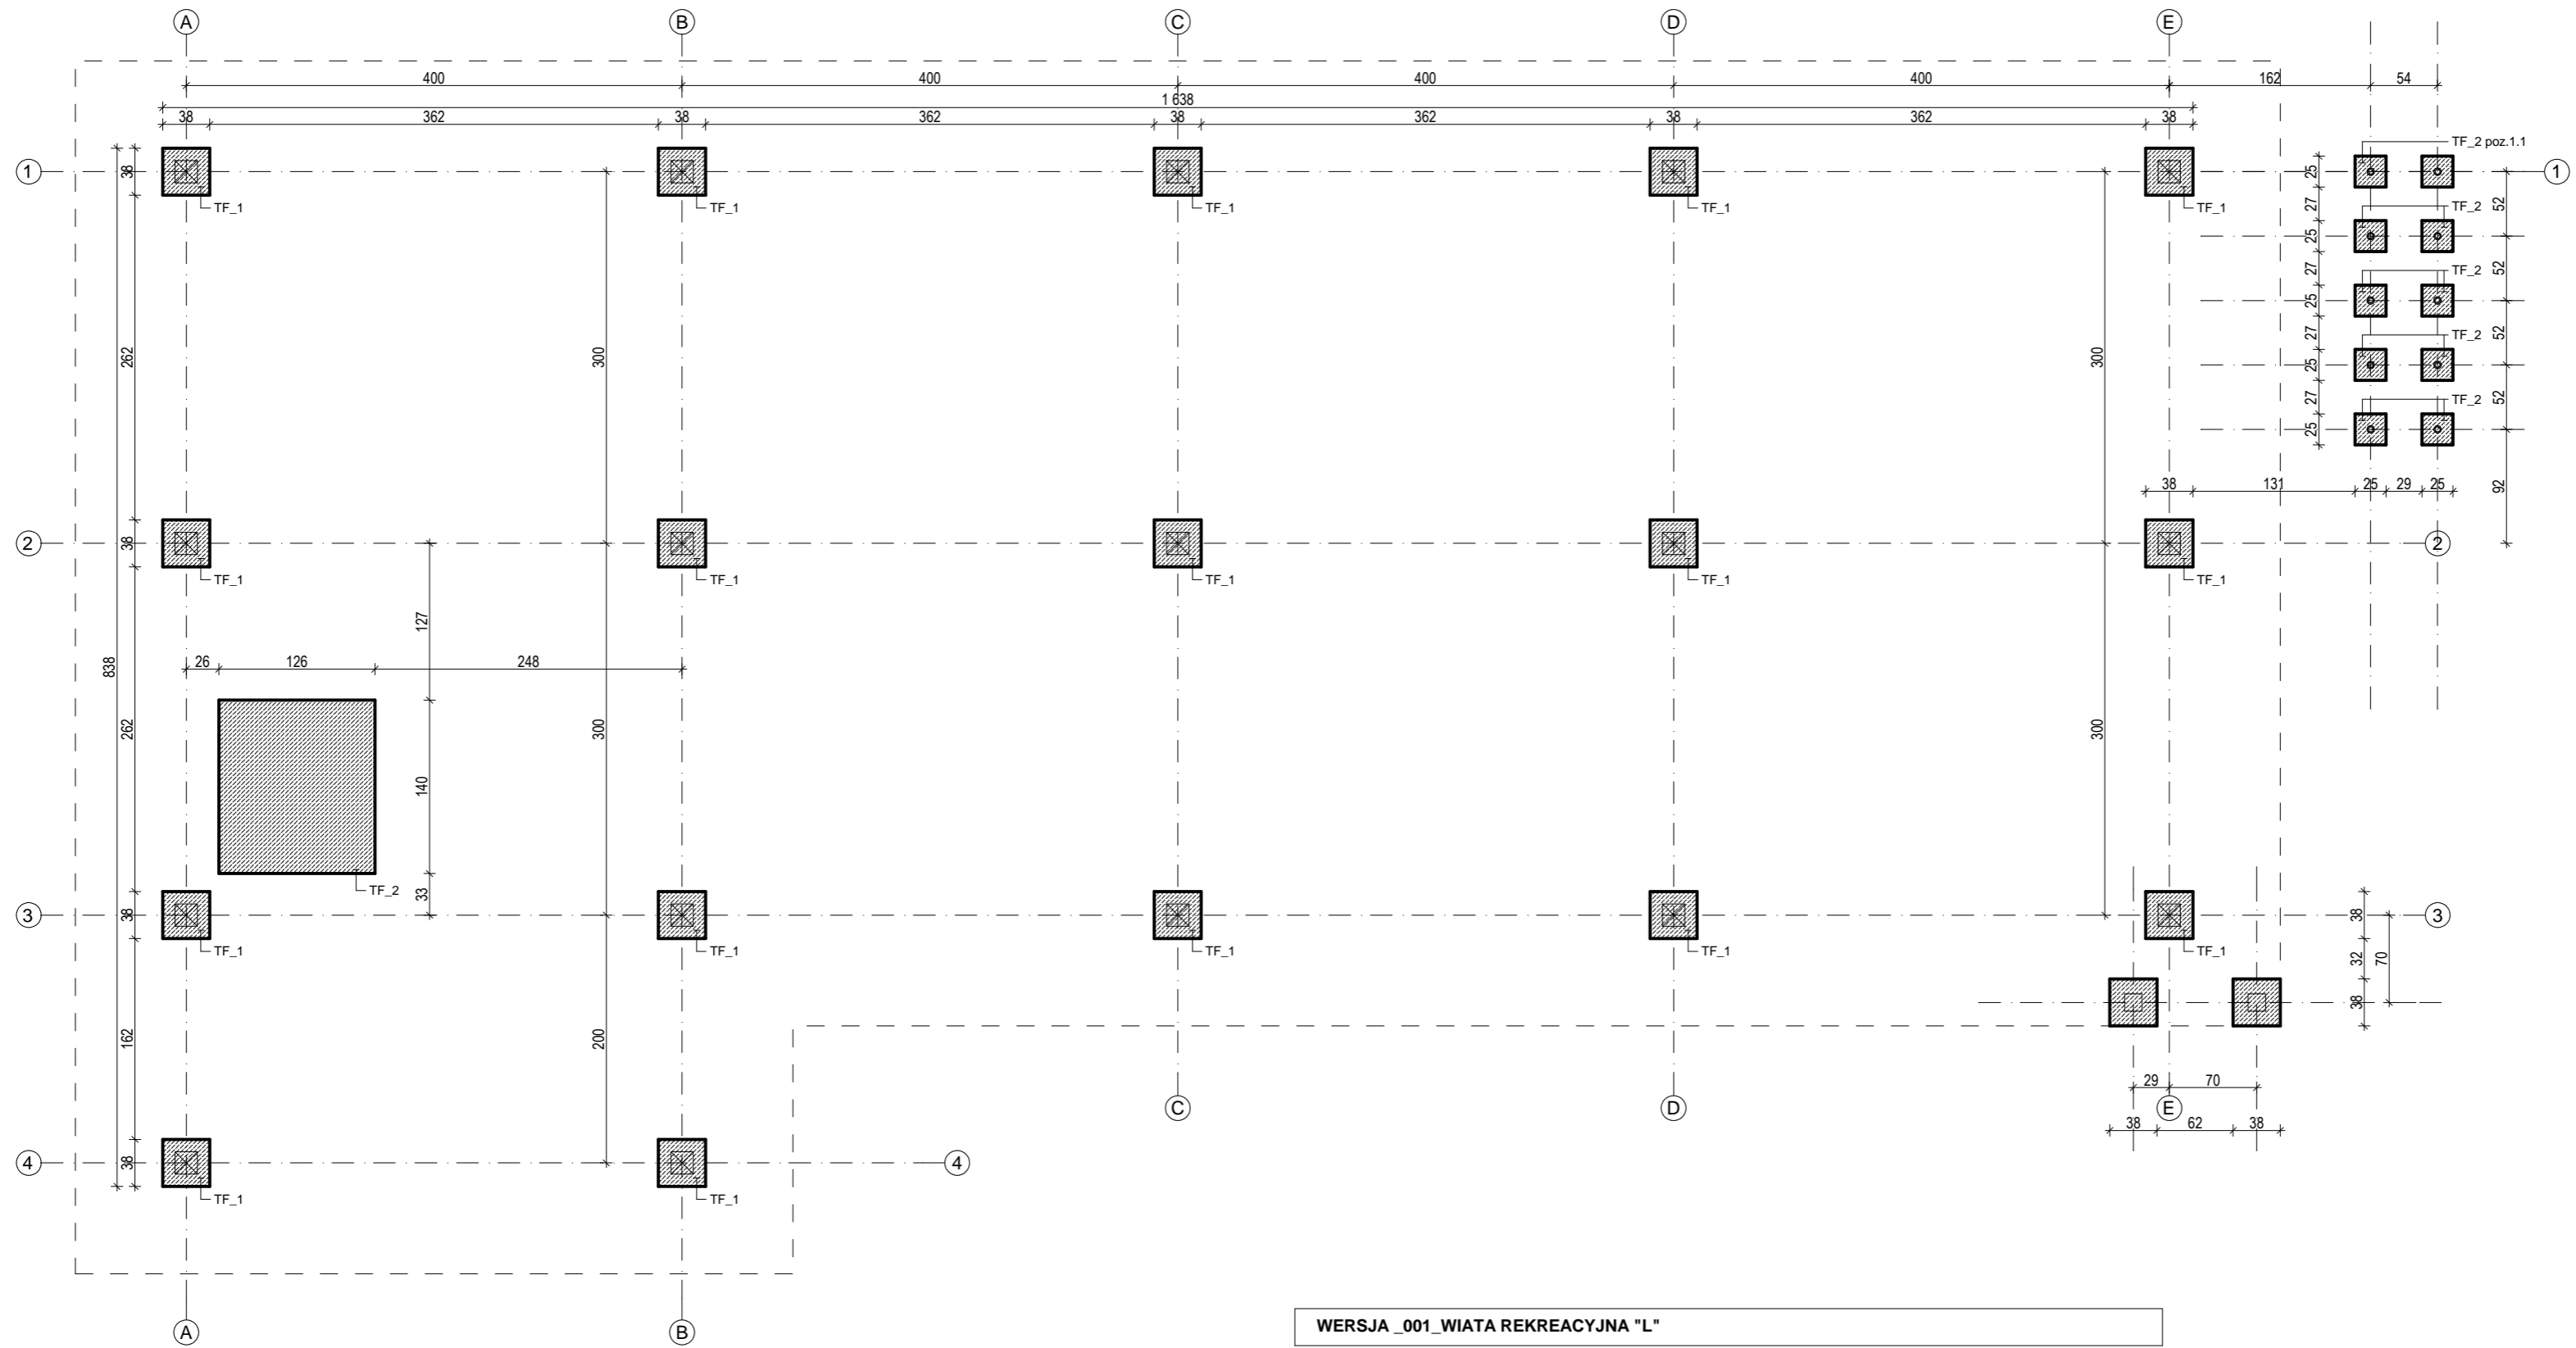 A B C D E
400 400 400 400 162 54
1 638
38 362 38 362 38 362 38 362 38
TF_2 poz.1.1
1 38 25 1
TF_1 TF_1 TF_1 TF_1 TF_1
27 52
TF_2
25
27 52
TF_2
25
262 300 300
27 52
TF_2
25
27 52
TF_2
25
38 131 25 29 25 92
2 38 2
TF_1 TF_1 TF_1 TF_1 TF_1
127
26 126 248
838
262 300 300
140
TF_2
33
3 38 38 3
TF_1 TF_1 TF_1 TF_1 TF_1
32 70
38
162 200
29 70
C D E
38 62 38
4 38 4
TF_1 TF_1
WERSJA _001_WIATA REKREACYJNA "L"
A B